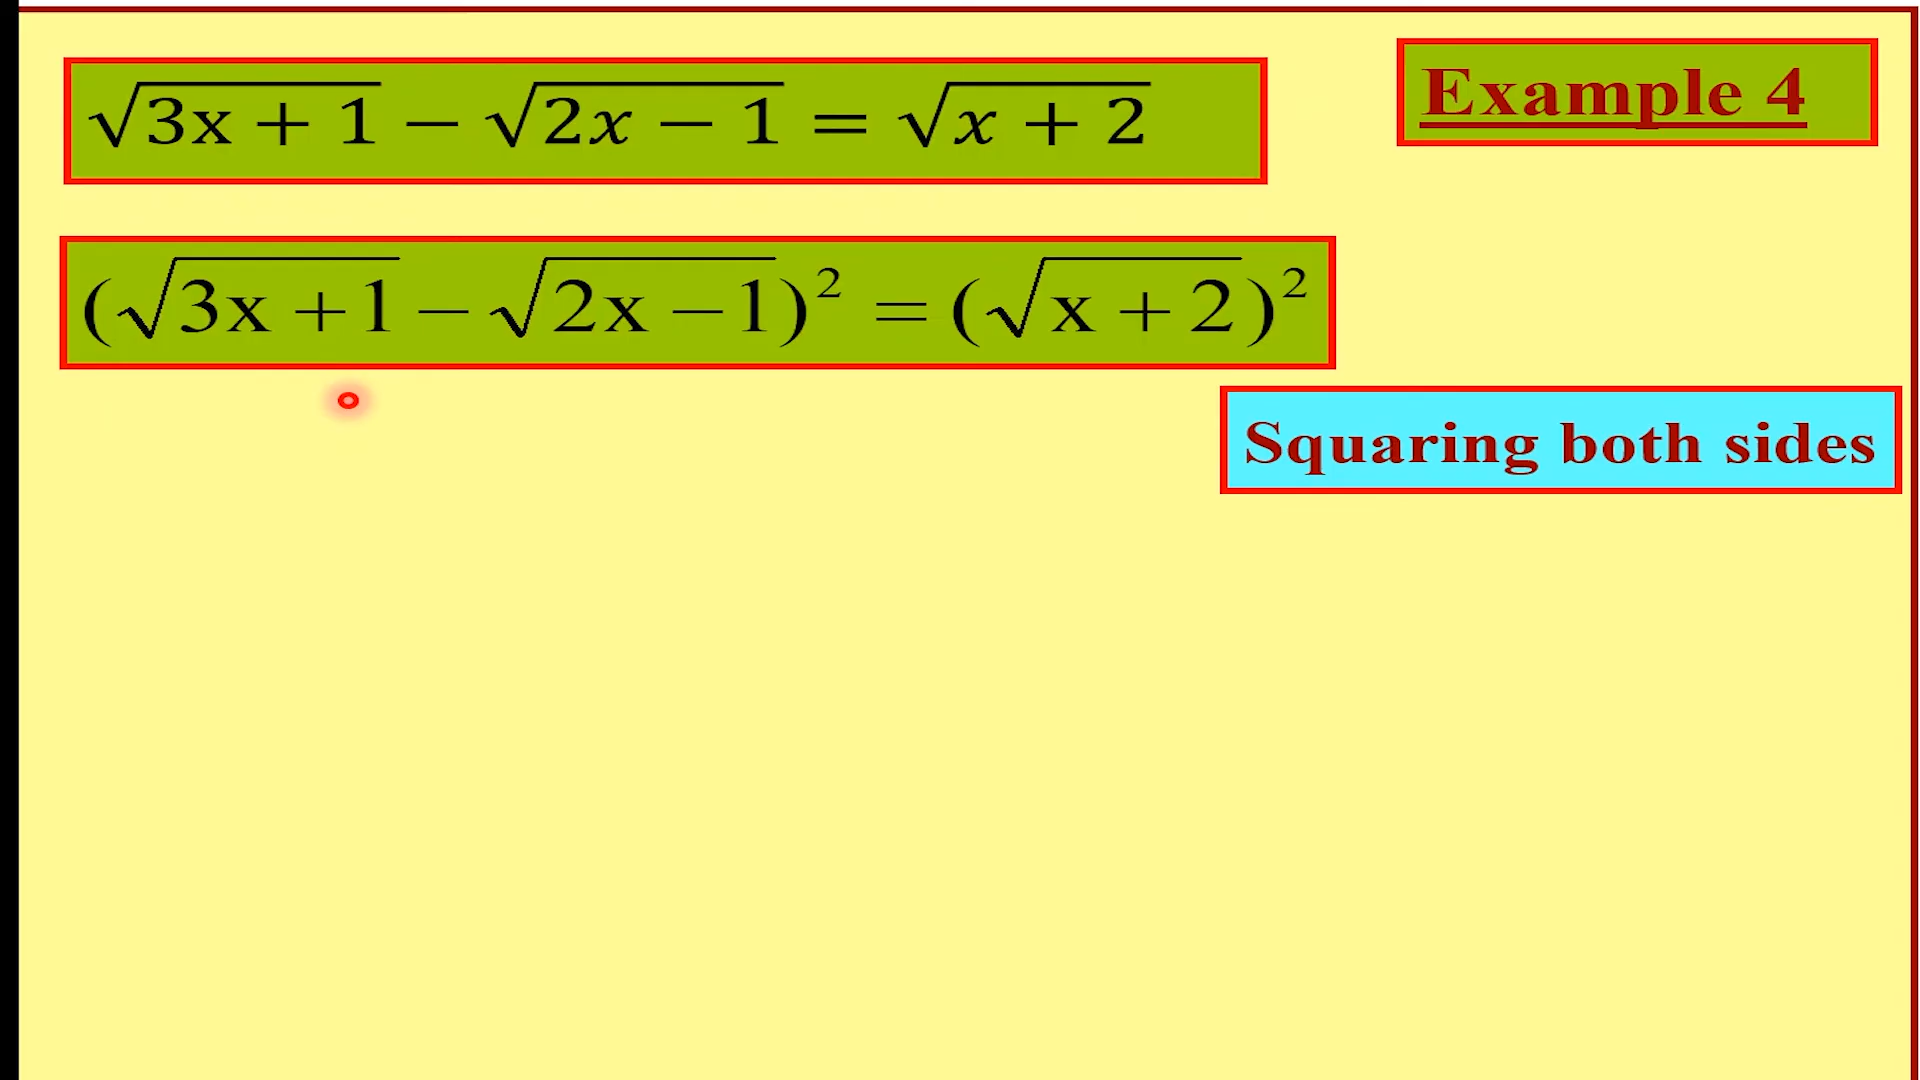 Example 4
√(3x + 1) − √(2x − 1) = √(x + 2)
(√(3x + 1) − √(2x − 1))² = (√(x + 2))²
Squaring both sides